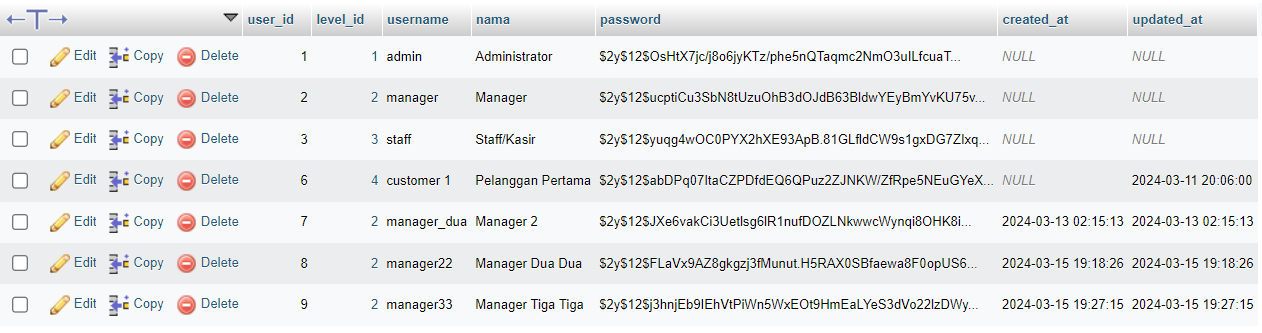 user_id level_id username nama password created_at updated_at
Edit Copy Delete 1 1 admin Administrator $2y$12$OsHtX7jc/j8o6jyKTz/phe5nQTaqmc2NmO3uILfcuaT... NULL NULL
Edit Copy Delete 2 2 manager Manager $2y$12$ucptiCu3SbN8tUzuOhB3dOJdB63BldwYEyBmYvKU75v... NULL NULL
Edit Copy Delete 3 3 staff Staff/Kasir $2y$12$yuqg4wOC0PYX2hXE93ApB.81GLfldCW9s1gxDG7ZIxq... NULL NULL
Edit Copy Delete 6 4 customer 1 Pelanggan Pertama $2y$12$abDPq07ItaCZPDfdEQ6QPuz2ZJNKW/ZfRpe5NEuGYeX... NULL 2024-03-11 20:06:00
Edit Copy Delete 7 2 manager_dua Manager 2 $2y$12$JXe6vakCi3Uetlsg6lR1nufDOZLNkwwcWynqi8OHK8i... 2024-03-13 02:15:13 2024-03-13 02:15:13
Edit Copy Delete 8 2 manager22 Manager Dua Dua $2y$12$FLaVx9AZ8gkgzj3fMunut.H5RAX0SBfaewa8F0opUS6... 2024-03-15 19:18:26 2024-03-15 19:18:26
Edit Copy Delete 9 2 manager33 Manager Tiga Tiga $2y$12$j3hnjEb9IEhVtPiWn5WxEOt9HmEaLYeS3dVo22IzDWy... 2024-03-15 19:27:15 2024-03-15 19:27:15